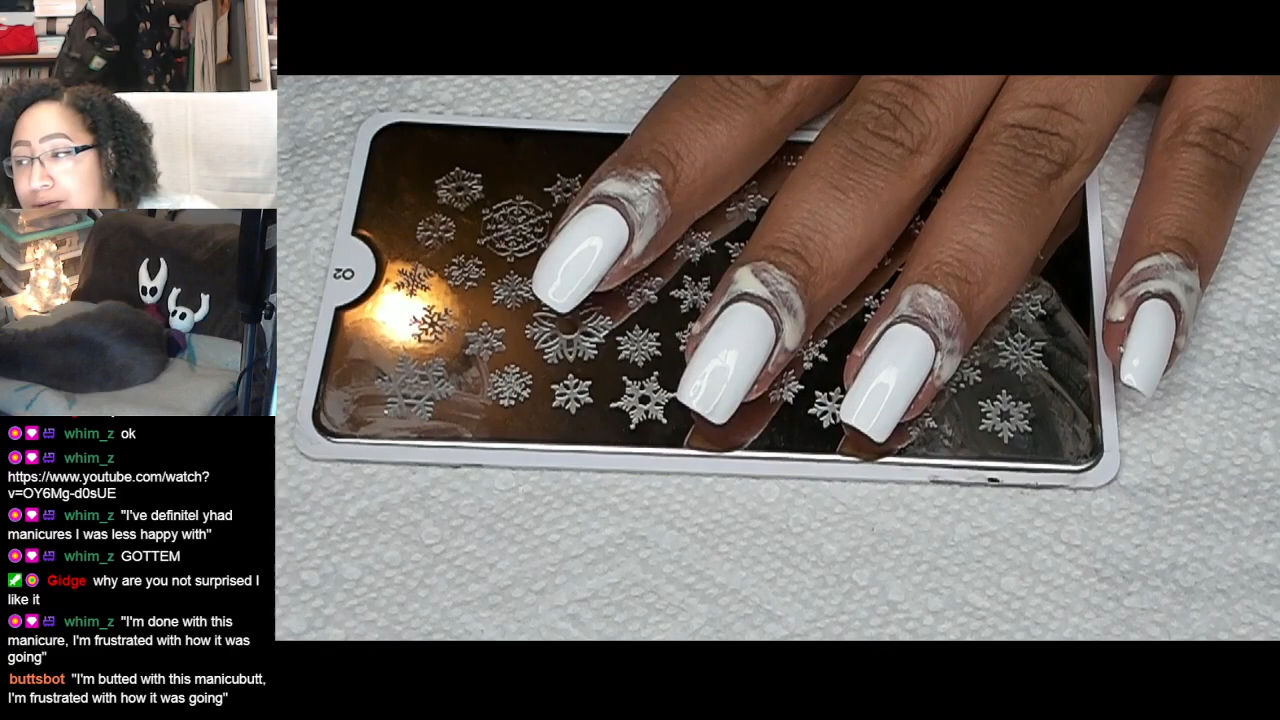 whim_z ok
whim_z
https://www.youtube.com/watch?
v=OY6Mg-d0sUE
whim_z "I've definitel yhad
manicures I was less happy with"
whim_z GOTTEM
Gidge why are you not surprised I
like it
whim_z "I'm done with this
manicure, I'm frustrated with how it was
going"
buttsbot "I'm butted with this manicubutt,
I'm frustrated with how it was going"
02